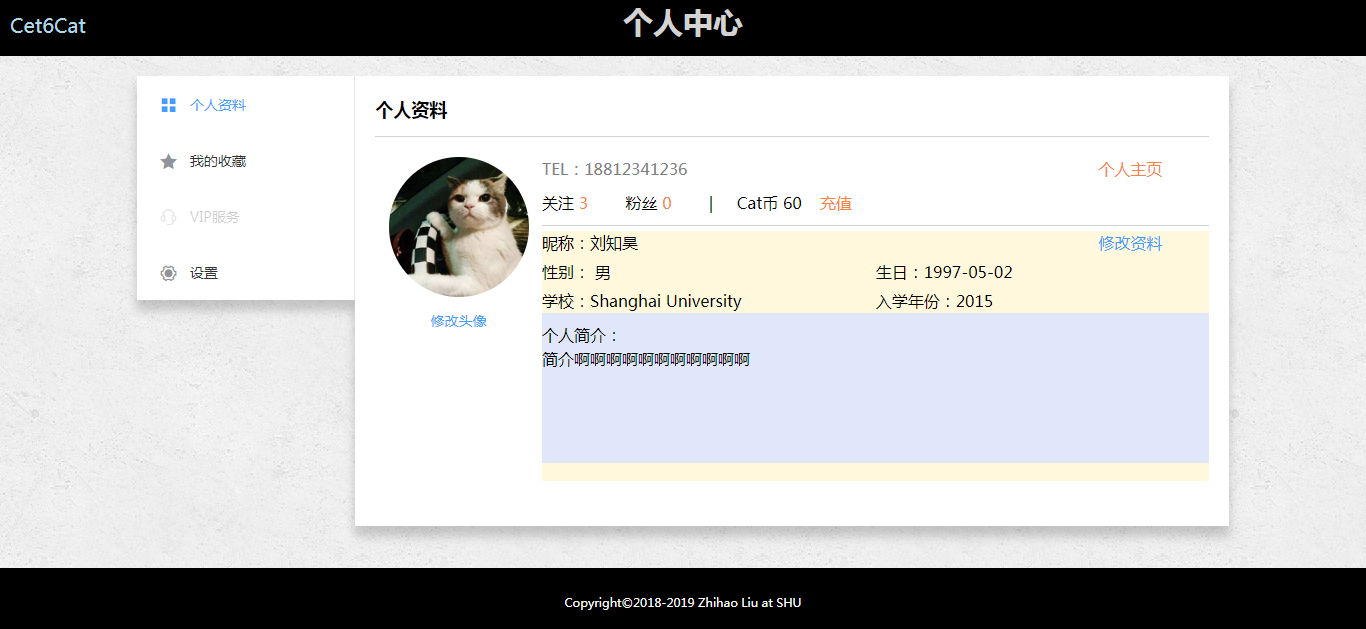 Cet6Cat
个人中心
个人资料
我的收藏
VIP服务
设置
个人资料
TEL：18812341236 个人主页
关注 3 粉丝 0 | Cat币 60 充值
昵称：刘知昊 修改资料
性别： 男 生日：1997-05-02
学校：Shanghai University 入学年份：2015
修改头像
个人简介：
简介啊啊啊啊啊啊啊啊啊啊啊
Copyright©2018-2019 Zhihao Liu at SHU